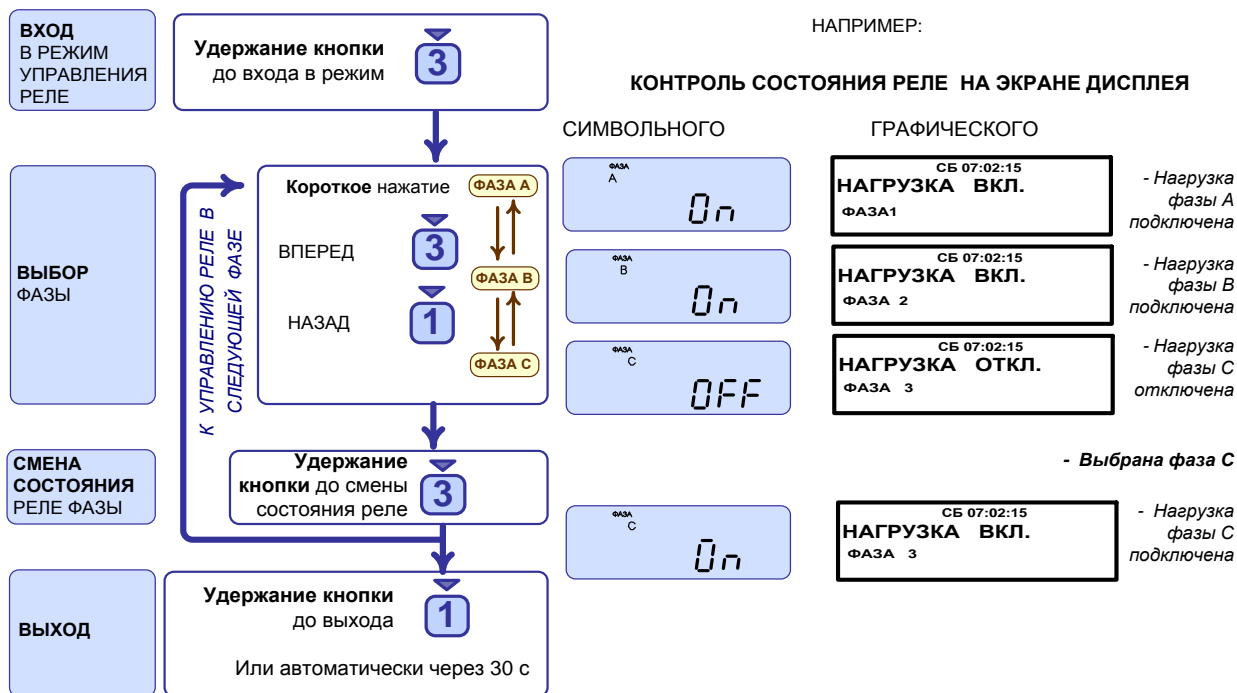 ВХОД
В РЕЖИМ
УПРАВЛЕНИЯ
РЕЛЕ
Удержание кнопки
до входа в режим
3
НАПРИМЕР:
КОНТРОЛЬ СОСТОЯНИЯ РЕЛЕ НА ЭКРАНЕ ДИСПЛЕЯ
СИМВОЛЬНОГО
ГРАФИЧЕСКОГО
ВЫБОР
ФАЗЫ
К УПРАВЛЕНИЮ РЕЛЕ В
СЛЕДУЮЩЕЙ ФАЗЕ
Короткое нажатие
ФАЗА А
ВПЕРЕД
3
ФАЗА В
НАЗАД
1
ФАЗА С
ФАЗА
A
On
СБ 07:02:15
НАГРУЗКА ВКЛ.
ФАЗА1
- Нагрузка
фазы А
подключена
ФАЗА
B
On
СБ 07:02:15
НАГРУЗКА ВКЛ.
ФАЗА 2
- Нагрузка
фазы В
подключена
ФАЗА
C
OFF
СБ 07:02:15
НАГРУЗКА ОТКЛ.
ФАЗА 3
- Нагрузка
фазы С
отключена
СМЕНА
СОСТОЯНИЯ
РЕЛЕ ФАЗЫ
Удержание
кнопки до смены
состояния реле
3
- Выбрана фаза С
ФАЗА
C
On
СБ 07:02:15
НАГРУЗКА ВКЛ.
ФАЗА 3
- Нагрузка
фазы С
подключена
ВЫХОД
Удержание кнопки
до выхода
1
Или автоматически через 30 с